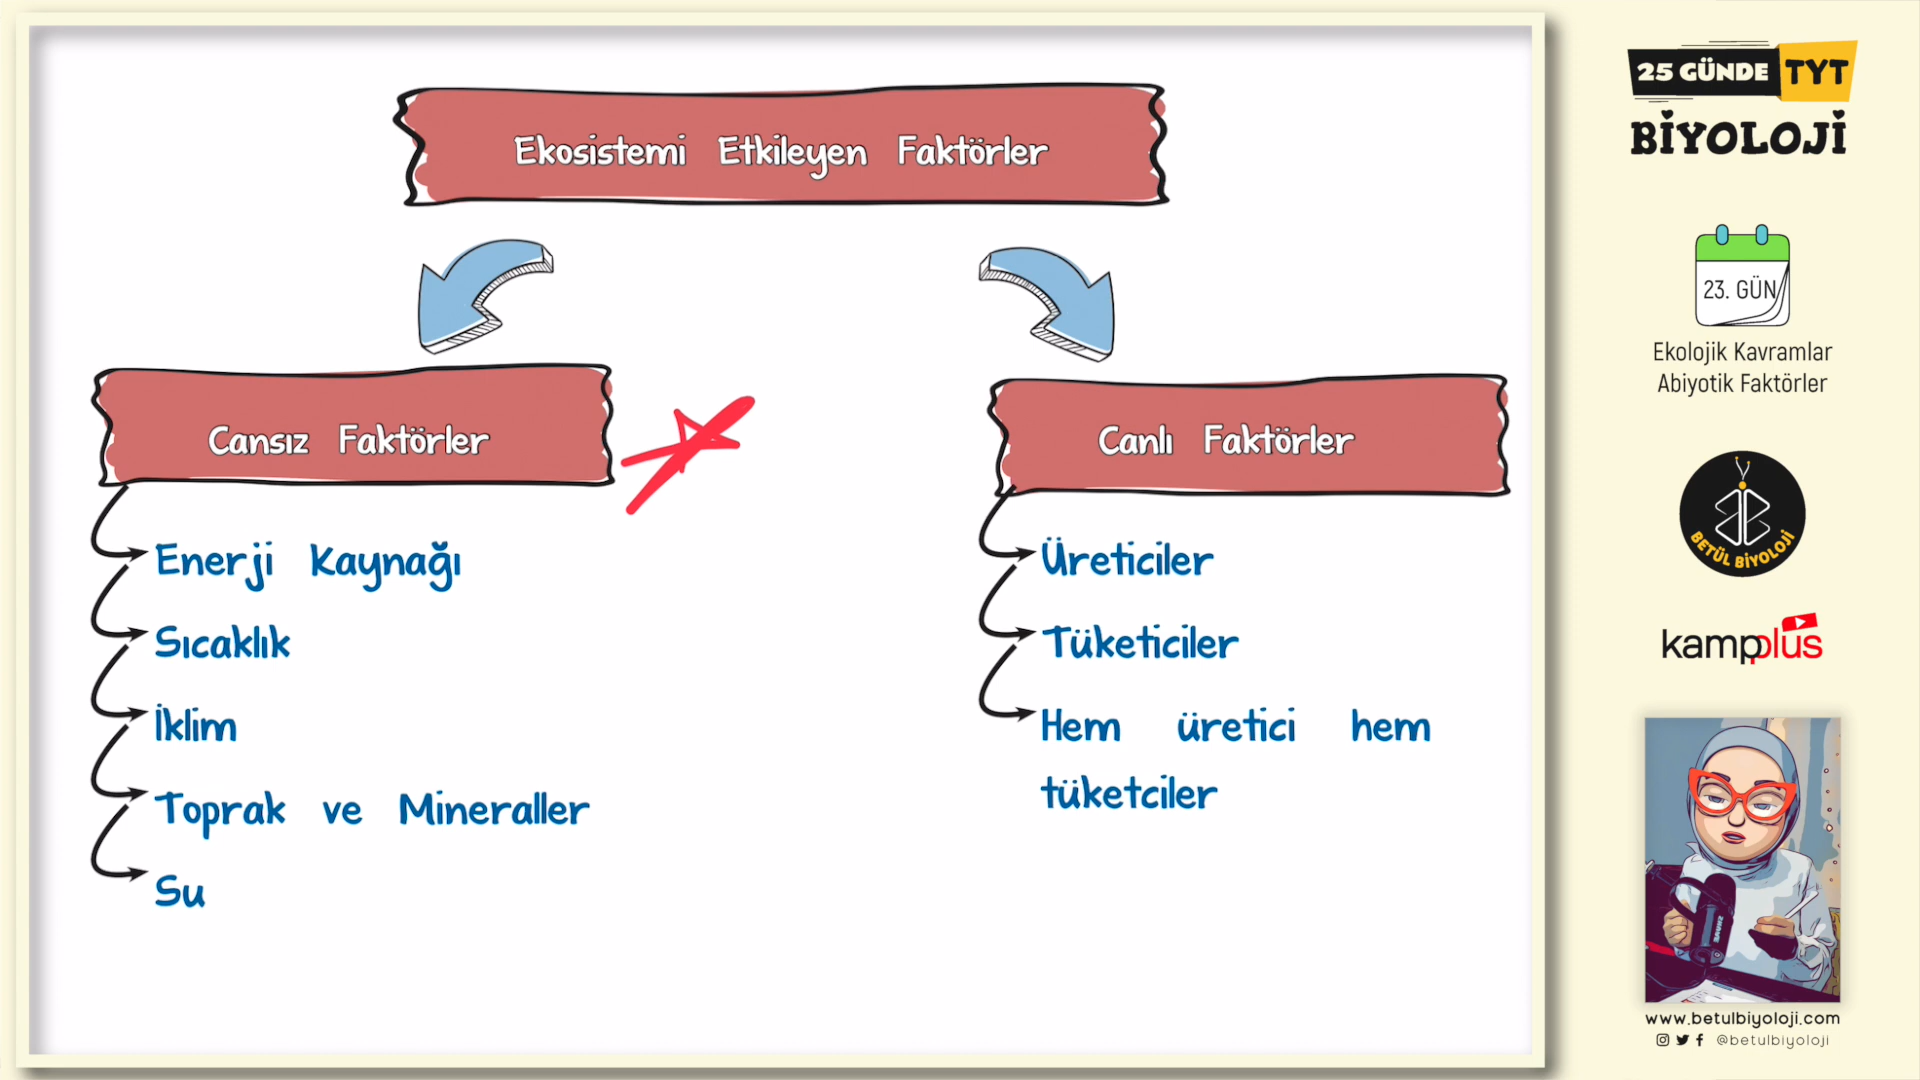 Ekosistemi Etkileyen Faktörler
Cansız Faktörler
Enerji Kaynağı
Sıcaklık
İklim
Toprak ve Mineraller
Su
Canlı Faktörler
Üreticiler
Tüketiciler
Hem üretici hem
tüketciler
25 GÜNDE TYT
BİYOLOJİ
23. GÜN
Ekolojik Kavramlar
Abiyotik Faktörler
BETÜL BİYOLOJİ
kampplus
www.betulbiyoloji.com
@betulbiyoloji